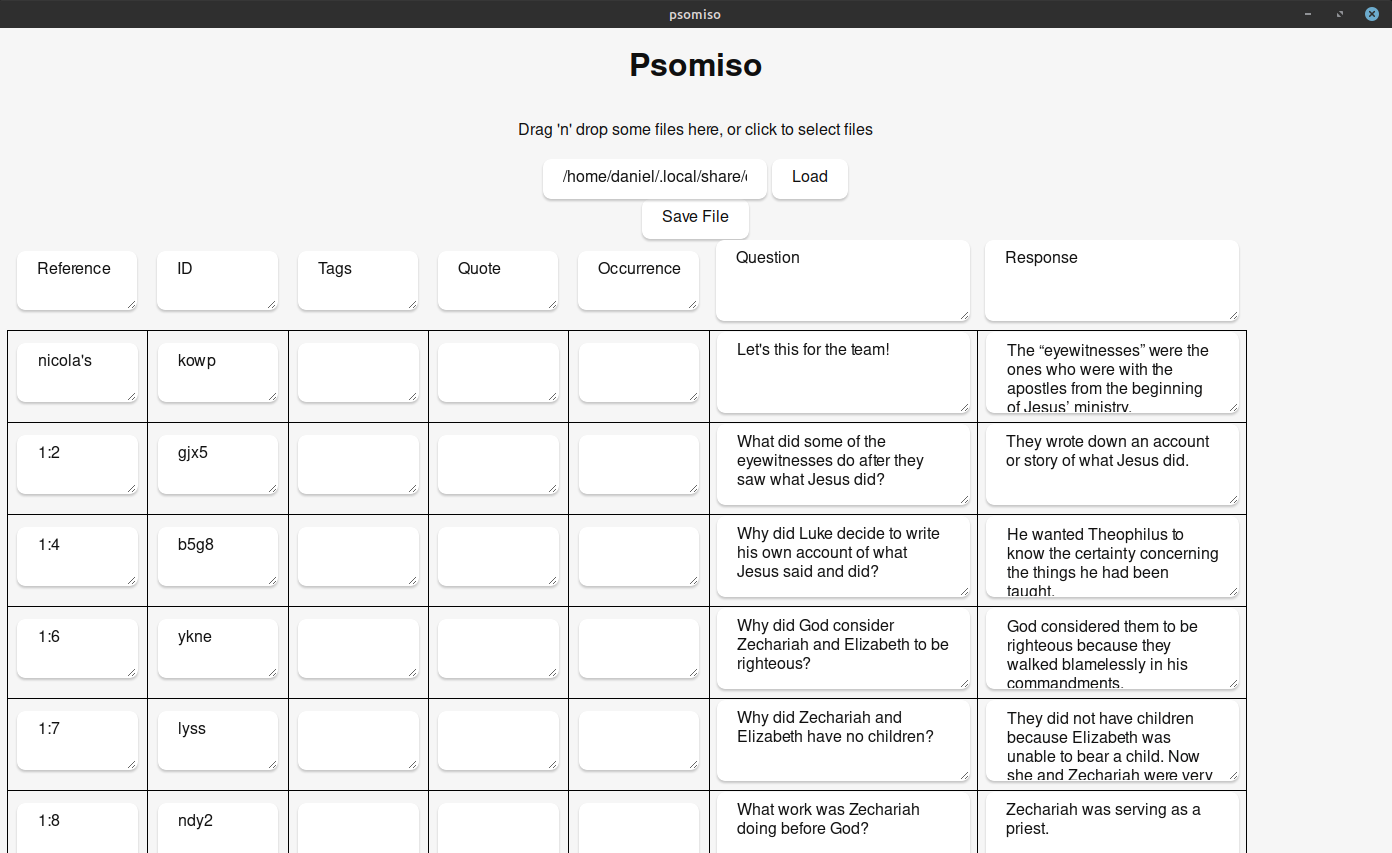 psomiso
Psomiso
Drag 'n' drop some files here, or click to select files
/home/daniel/.local/share/
Load
Save File
Reference
ID
Tags
Quote
Occurrence
Question
Response
nicola's
kowp
Let's this for the team!
The “eyewitnesses” were the
ones who were with the
apostles from the beginning
of Jesus’ ministry.
1:2
gjx5
What did some of the
eyewitnesses do after they
saw what Jesus did?
They wrote down an account
or story of what Jesus did.
1:4
b5g8
Why did Luke decide to write
his own account of what
Jesus said and did?
He wanted Theophilus to
know the certainty concerning
the things he had been
taught.
1:6
ykne
Why did God consider
Zechariah and Elizabeth to be
righteous?
God considered them to be
righteous because they
walked blamelessly in his
commandments.
1:7
lyss
Why did Zechariah and
Elizabeth have no children?
They did not have children
because Elizabeth was
unable to bear a child. Now
she and Zechariah were very
1:8
ndy2
What work was Zechariah
doing before God?
Zechariah was serving as a
priest.